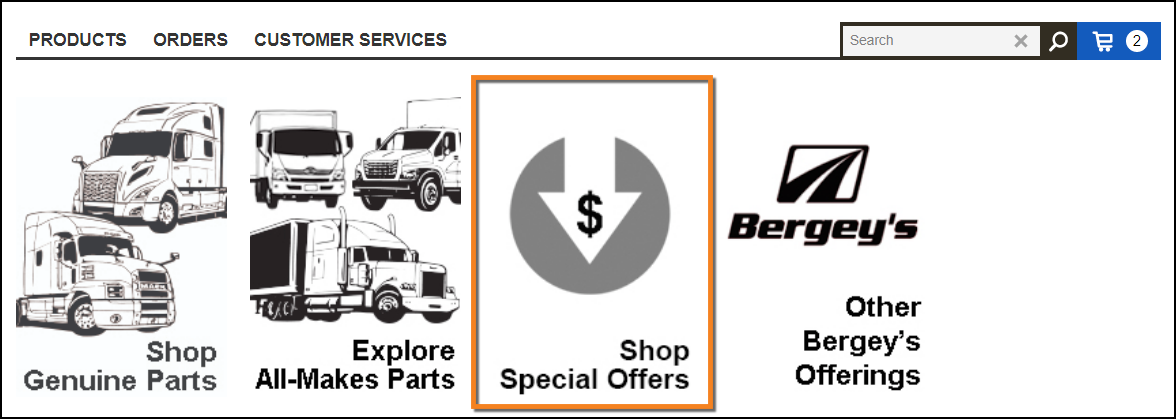 PRODUCTS ORDERS CUSTOMER SERVICES Search 2
Shop
Genuine Parts
Explore
All-Makes Parts
$
Shop
Special Offers
Bergey's
Other
Bergey’s
Offerings